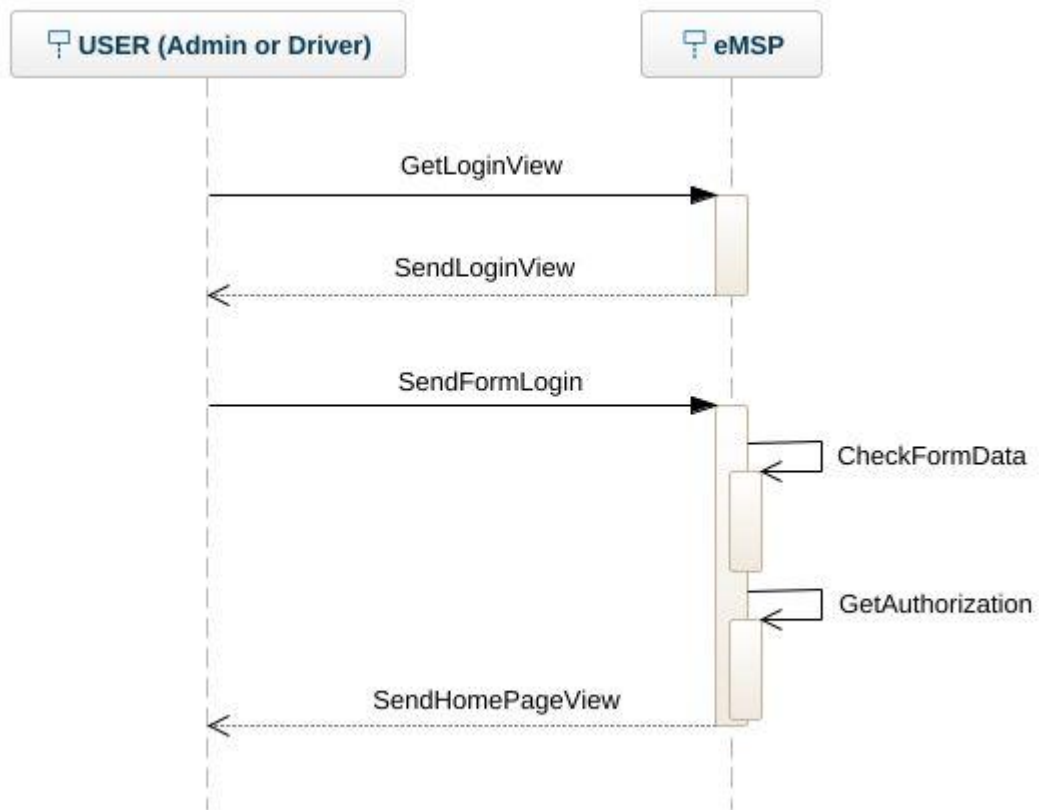 USER (Admin or Driver)
eMSP
GetLoginView
SendLoginView
SendFormLogin
CheckFormData
GetAuthorization
SendHomePageView